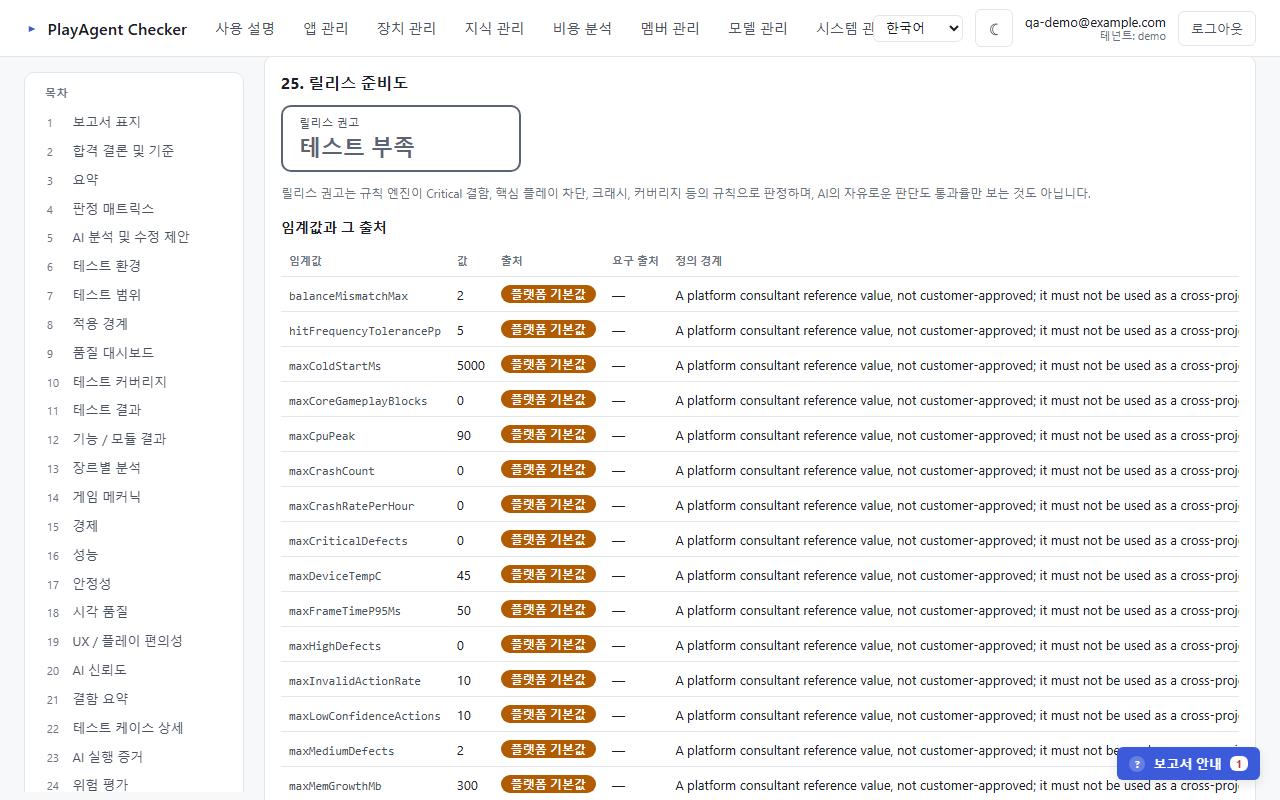 PlayAgent Checker
사용 설명 앱 관리 장치 관리 지식 관리 비용 분석 멤버 관리 모델 관리 시스템 관
한국어
qa-demo@example.com
테넌트: demo
로그아웃
목차
1 보고서 표지
2 합격 결론 및 기준
3 요약
4 판정 매트릭스
5 AI 분석 및 수정 제안
6 테스트 환경
7 테스트 범위
8 적용 경계
9 품질 대시보드
10 테스트 커버리지
11 테스트 결과
12 기능 / 모듈 결과
13 장르별 분석
14 게임 메커닉
15 경제
16 성능
17 안정성
18 시각 품질
19 UX / 플레이 편의성
20 AI 신뢰도
21 결함 요약
22 테스트 케이스 상세
23 AI 실행 증거
24 위험 평가
25. 릴리스 준비도
릴리스 권고
테스트 부족
릴리스 권고는 규칙 엔진이 Critical 결함, 핵심 플레이 차단, 크래시, 커버리지 등의 규칙으로 판정하며, AI의 자유로운 판단도 통과율만 보는 것도 아닙니다.
임계값과 그 출처
임계값 값 출처 요구 출처 정의 경계
balanceMismatchMax 2 플랫폼 기본값 — A platform consultant reference value, not customer-approved; it must not be used as a cross-proje
hitFrequencyTolerancePp 5 플랫폼 기본값 — A platform consultant reference value, not customer-approved; it must not be used as a cross-proje
maxColdStartMs 5000 플랫폼 기본값 — A platform consultant reference value, not customer-approved; it must not be used as a cross-proje
maxCoreGameplayBlocks 0 플랫폼 기본값 — A platform consultant reference value, not customer-approved; it must not be used as a cross-proje
maxCpuPeak 90 플랫폼 기본값 — A platform consultant reference value, not customer-approved; it must not be used as a cross-proje
maxCrashCount 0 플랫폼 기본값 — A platform consultant reference value, not customer-approved; it must not be used as a cross-proje
maxCrashRatePerHour 0 플랫폼 기본값 — A platform consultant reference value, not customer-approved; it must not be used as a cross-proje
maxCriticalDefects 0 플랫폼 기본값 — A platform consultant reference value, not customer-approved; it must not be used as a cross-proje
maxDeviceTempC 45 플랫폼 기본값 — A platform consultant reference value, not customer-approved; it must not be used as a cross-proje
maxFrameTimeP95Ms 50 플랫폼 기본값 — A platform consultant reference value, not customer-approved; it must not be used as a cross-proje
maxHighDefects 0 플랫폼 기본값 — A platform consultant reference value, not customer-approved; it must not be used as a cross-proje
maxInvalidActionRate 10 플랫폼 기본값 — A platform consultant reference value, not customer-approved; it must not be used as a cross-proje
maxLowConfidenceActions 10 플랫폼 기본값 — A platform consultant reference value, not customer-approved; it must not be used as a cross-proje
maxMediumDefects 2 플랫폼 기본값 — A platform consultant reference value, not customer-approved; it must not be
maxMemGrowthMb 300 플랫폼 기본값 — A platform consultant reference value, not customer-approved; it must not be used as a cross-proje
? 보고서 안내 1